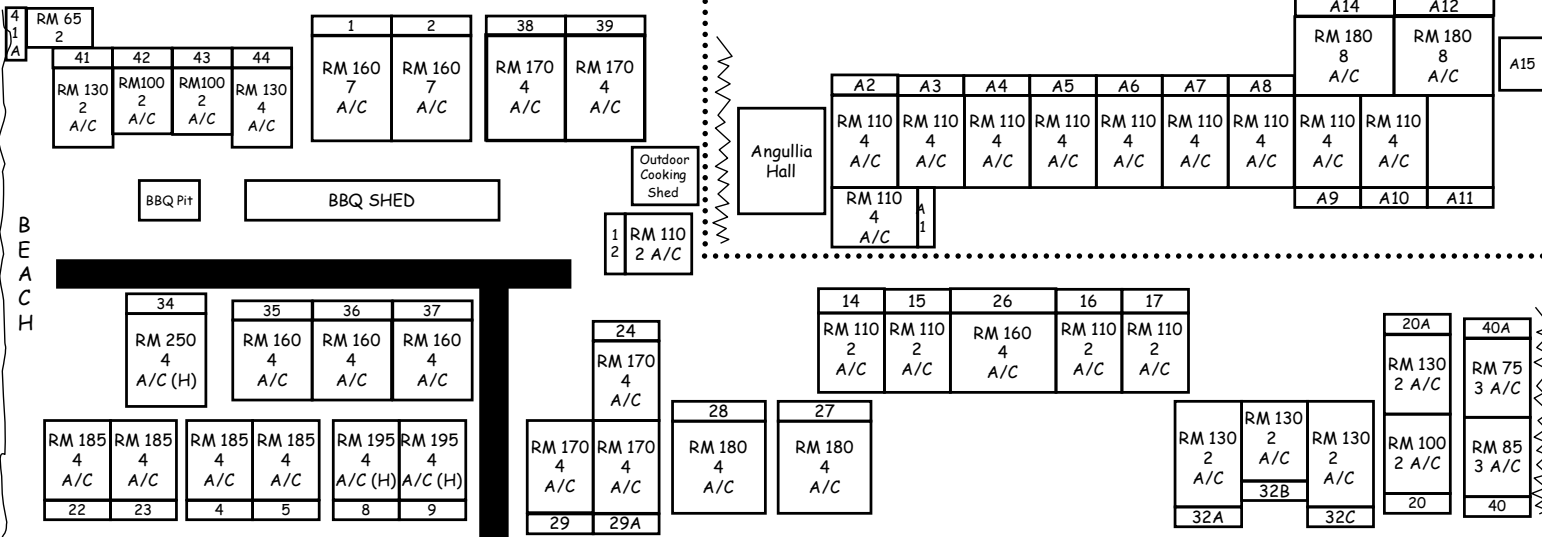 41A
RM 65
2
41
RM 130
2
A/C
42
RM100
2
A/C
43
RM100
2
A/C
44
RM 130
4
A/C
1
RM 160
7
A/C
2
RM 160
7
A/C
38
RM 170
4
A/C
39
RM 170
4
A/C
BBQ Pit
BBQ SHED
Outdoor
Cooking
Shed
12
RM 110
2 A/C
Angullia
Hall
A2
RM 110
4
A/C
A3
RM 110
4
A/C
A4
RM 110
4
A/C
A5
RM 110
4
A/C
A6
RM 110
4
A/C
A7
RM 110
4
A/C
A8
RM 110
4
A/C
A14
RM 180
8
A/C
A12
RM 180
8
A/C
A15
RM 110
4
A/C
A9
RM 110
4
A/C
A10
A11
RM 110
4
A/C
A1
BEACH
34
RM 250
4
A/C (H)
35
RM 160
4
A/C
36
RM 160
4
A/C
37
RM 160
4
A/C
RM 185
4
A/C
22
RM 185
4
A/C
23
RM 185
4
A/C
4
RM 185
4
A/C
5
RM 195
4
A/C (H)
8
RM 195
4
A/C (H)
9
24
RM 170
4
A/C
RM 170
4
A/C
29
RM 170
4
A/C
29A
28
RM 180
4
A/C
27
RM 180
4
A/C
14
RM 110
2
A/C
15
RM 110
2
A/C
26
RM 160
4
A/C
16
RM 110
2
A/C
17
RM 110
2
A/C
RM 130
2
A/C
32A
RM 130
2
A/C
32B
RM 130
2
A/C
32C
20A
RM 130
2 A/C
RM 100
2 A/C
20
40A
RM 75
3 A/C
RM 85
3 A/C
40